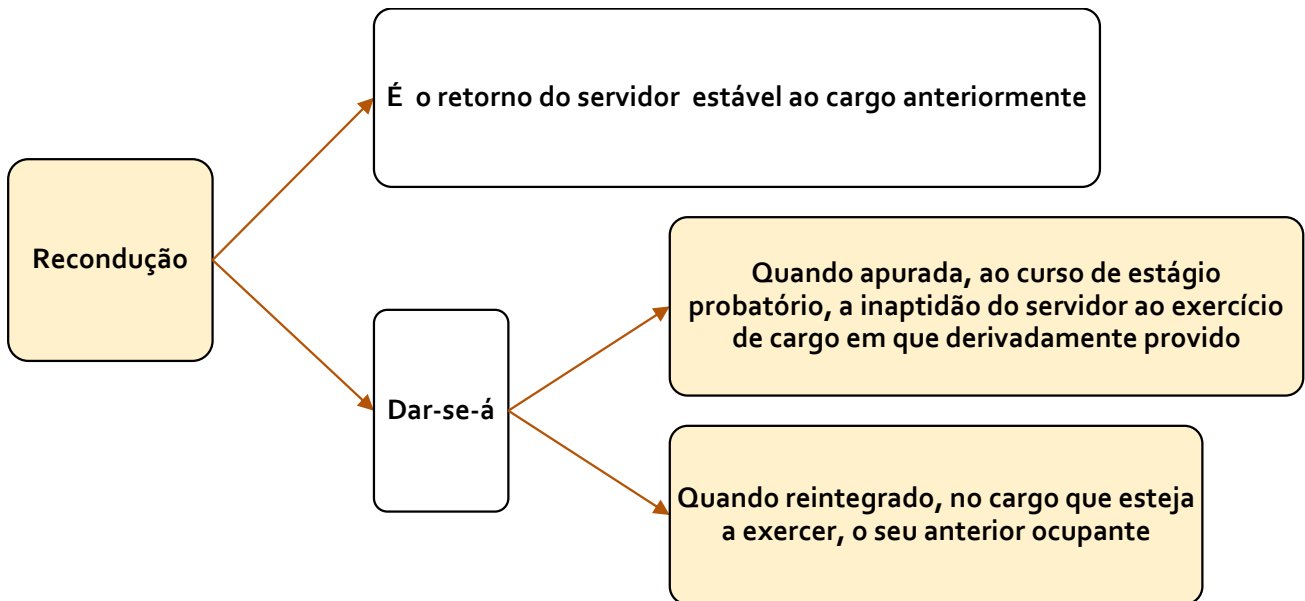 É o retorno do servidor estável ao cargo anteriormente
Recondução
Quando apurada, ao curso de estágio
probatório, a inaptidão do servidor ao exercício
de cargo em que derivadamente provido
Dar-se-á
Quando reintegrado, no cargo que esteja
a exercer, o seu anterior ocupante